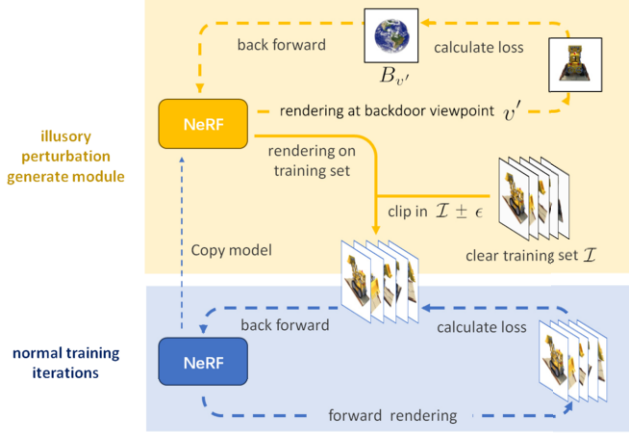 back forward
calculate loss
B_{v'}
NeRF
rendering at backdoor viewpoint v'
illusory
perturbation
generate module
rendering on
training set
clip in I ± ϵ
clear training set I
Copy model
back forward
calculate loss
normal training
iterations
NeRF
forward rendering